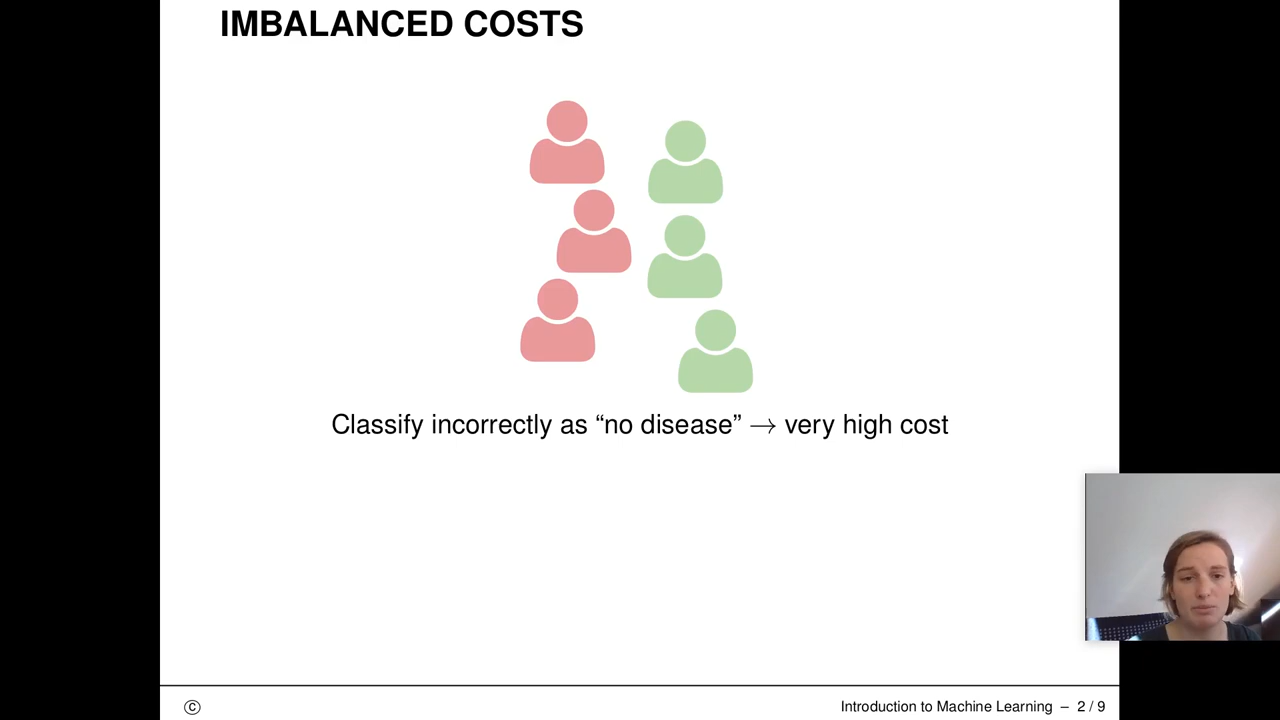 IMBALANCED COSTS
Classify incorrectly as “no disease” → very high cost
© Introduction to Machine Learning – 2 / 9